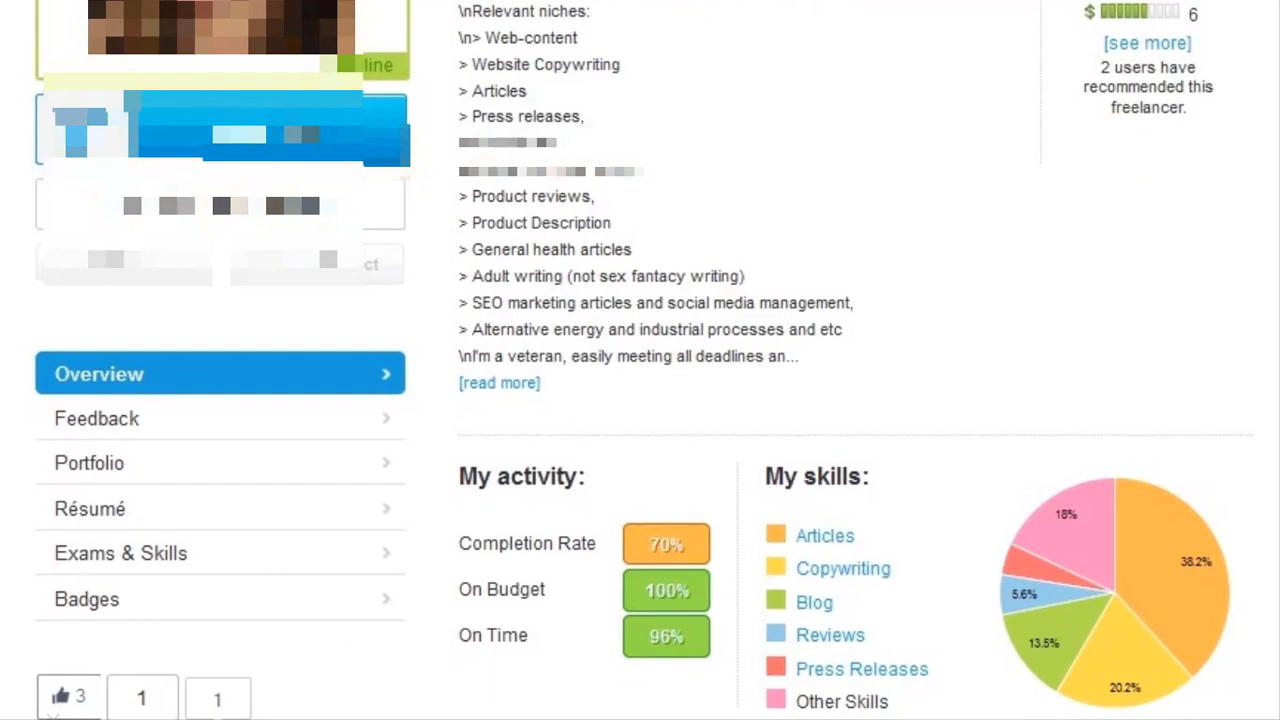 line
ct
Overview
Feedback
Portfolio
Résumé
Exams & Skills
Badges
3
1
1
\nRelevant niches:
\n> Web-content
> Website Copywriting
> Articles
> Press releases,
> Product reviews,
> Product Description
> General health articles
> Adult writing (not sex fantacy writing)
> SEO marketing articles and social media management,
> Alternative energy and industrial processes and etc
\nI'm a veteran, easily meeting all deadlines an...
[read more]
$ 6
[see more]
2 users have
recommended this
freelancer.
My activity:
Completion Rate 70%
On Budget 100%
On Time 96%
My skills:
Articles
Copywriting
Blog
Reviews
Press Releases
Other Skills
18%
38.2%
5.6%
13.5%
20.2%